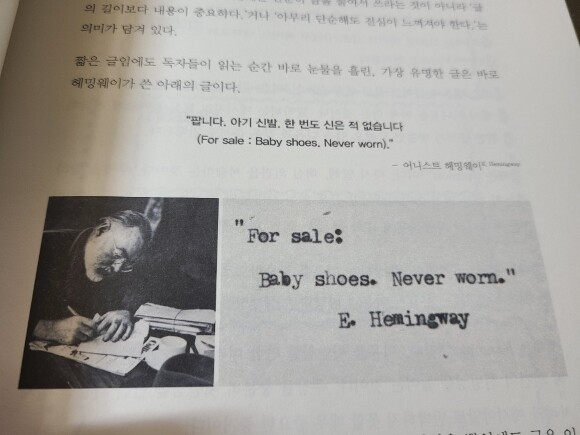 의 길이보다 내용이 중요하다.'거나 '아무리 단순해도 진심이 느껴져야 한다.'는
의미가 담겨 있다.
짧은 글임에도 독자들이 읽는 순간 바로 눈물을 흘린, 가장 유명한 글은 바로
헤밍웨이가 쓴 아래의 글이다.
"팝니다. 아기 신발. 한 번도 신은 적 없습니다
(For sale : Baby shoes. Never worn)."
- 어니스트 헤밍웨이E. Hemingway
"For sale:
Baby shoes. Never worn."
E. Hemingway